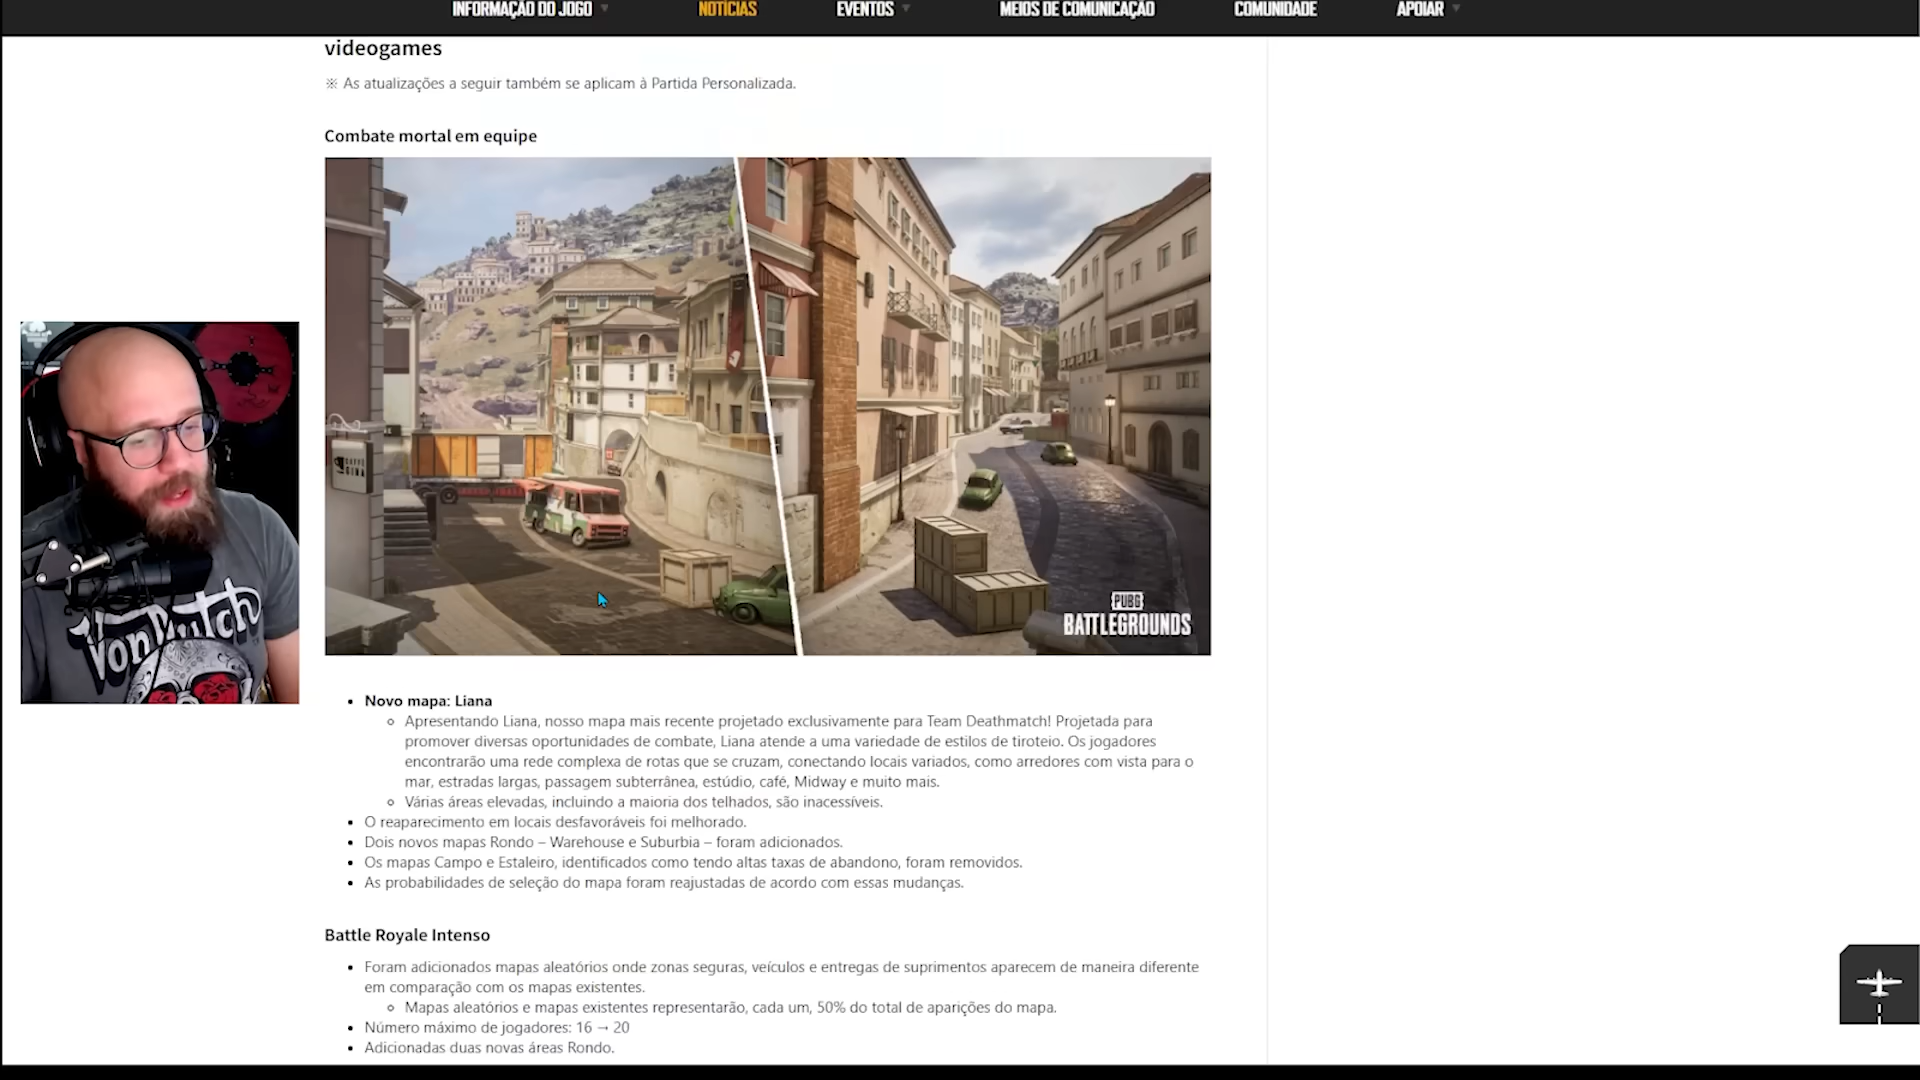 INFORMAÇÃO DO JOGO
NOTÍCIAS
EVENTOS
MEIOS DE COMUNICAÇÃO
COMUNIDADE
APOIAR
videogames
※ As atualizações a seguir também se aplicam à Partida Personalizada.
Combate mortal em equipe
PUBG
BATTLEGROUNDS
Von Dutch
• Novo mapa: Liana
Apresentando Liana, nosso mapa mais recente projetado exclusivamente para Team Deathmatch! Projetada para
promover diversas oportunidades de combate, Liana atende a uma variedade de estilos de tiroteio. Os jogadores
encontrarão uma rede complexa de rotas que se cruzam, conectando locais variados, como arredores com vista para o
mar, estradas largas, passagem subterrânea, estúdio, café, Midway e muito mais.
Várias áreas elevadas, incluindo a maioria dos telhados, são inacessíveis.
• O reaparecimento em locais desfavoráveis foi melhorado.
• Dois novos mapas Rondo – Warehouse e Suburbia – foram adicionados.
• Os mapas Campo e Estaleiro, identificados como tendo altas taxas de abandono, foram removidos.
• As probabilidades de seleção do mapa foram reajustadas de acordo com essas mudanças.
Battle Royale Intenso
• Foram adicionados mapas aleatórios onde zonas seguras, veículos e entregas de suprimentos aparecem de maneira diferente
em comparação com os mapas existentes.
Mapas aleatórios e mapas existentes representarão, cada um, 50% do total de aparições do mapa.
• Número máximo de jogadores: 16 → 20
• Adicionadas duas novas áreas Rondo.